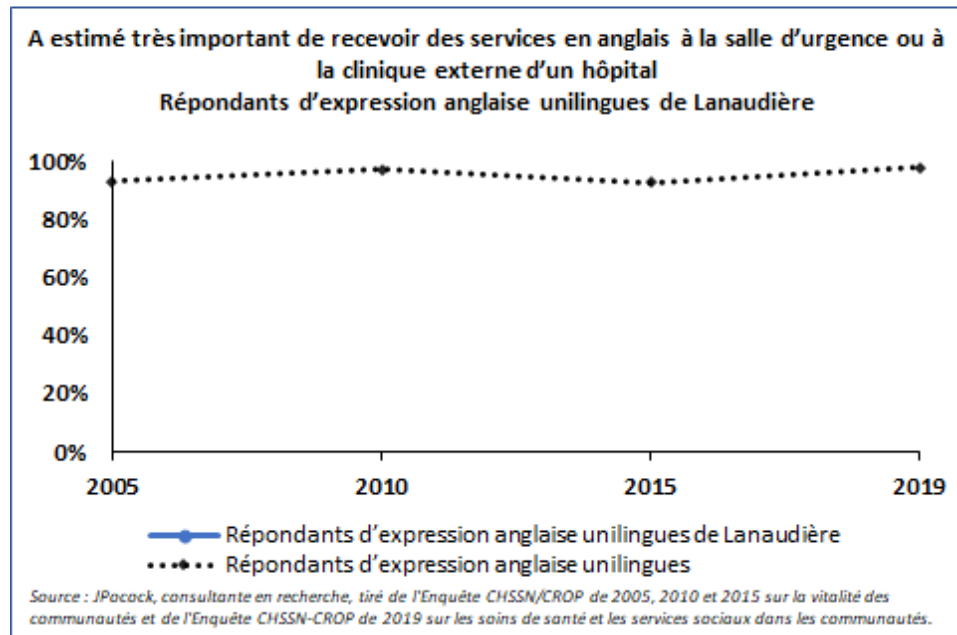 A estimé très important de recevoir des services en anglais à la salle d'urgence ou à
la clinique externe d'un hôpital
Répondants d'expression anglaise unilingues de Lanaudière
100%
80%
60%
40%
20%
0%
2005 2010 2015 2019
Répondants d'expression anglaise unilingues de Lanaudière
Répondants d'expression anglaise unilingues
Source : JPocock, consultante en recherche, tiré de l'Enquête CHSSN/CROP de 2005, 2010 et 2015 sur la vitalité des
communautés et de l'Enquête CHSSN-CROP de 2019 sur les soins de santé et les services sociaux dans les communautés.